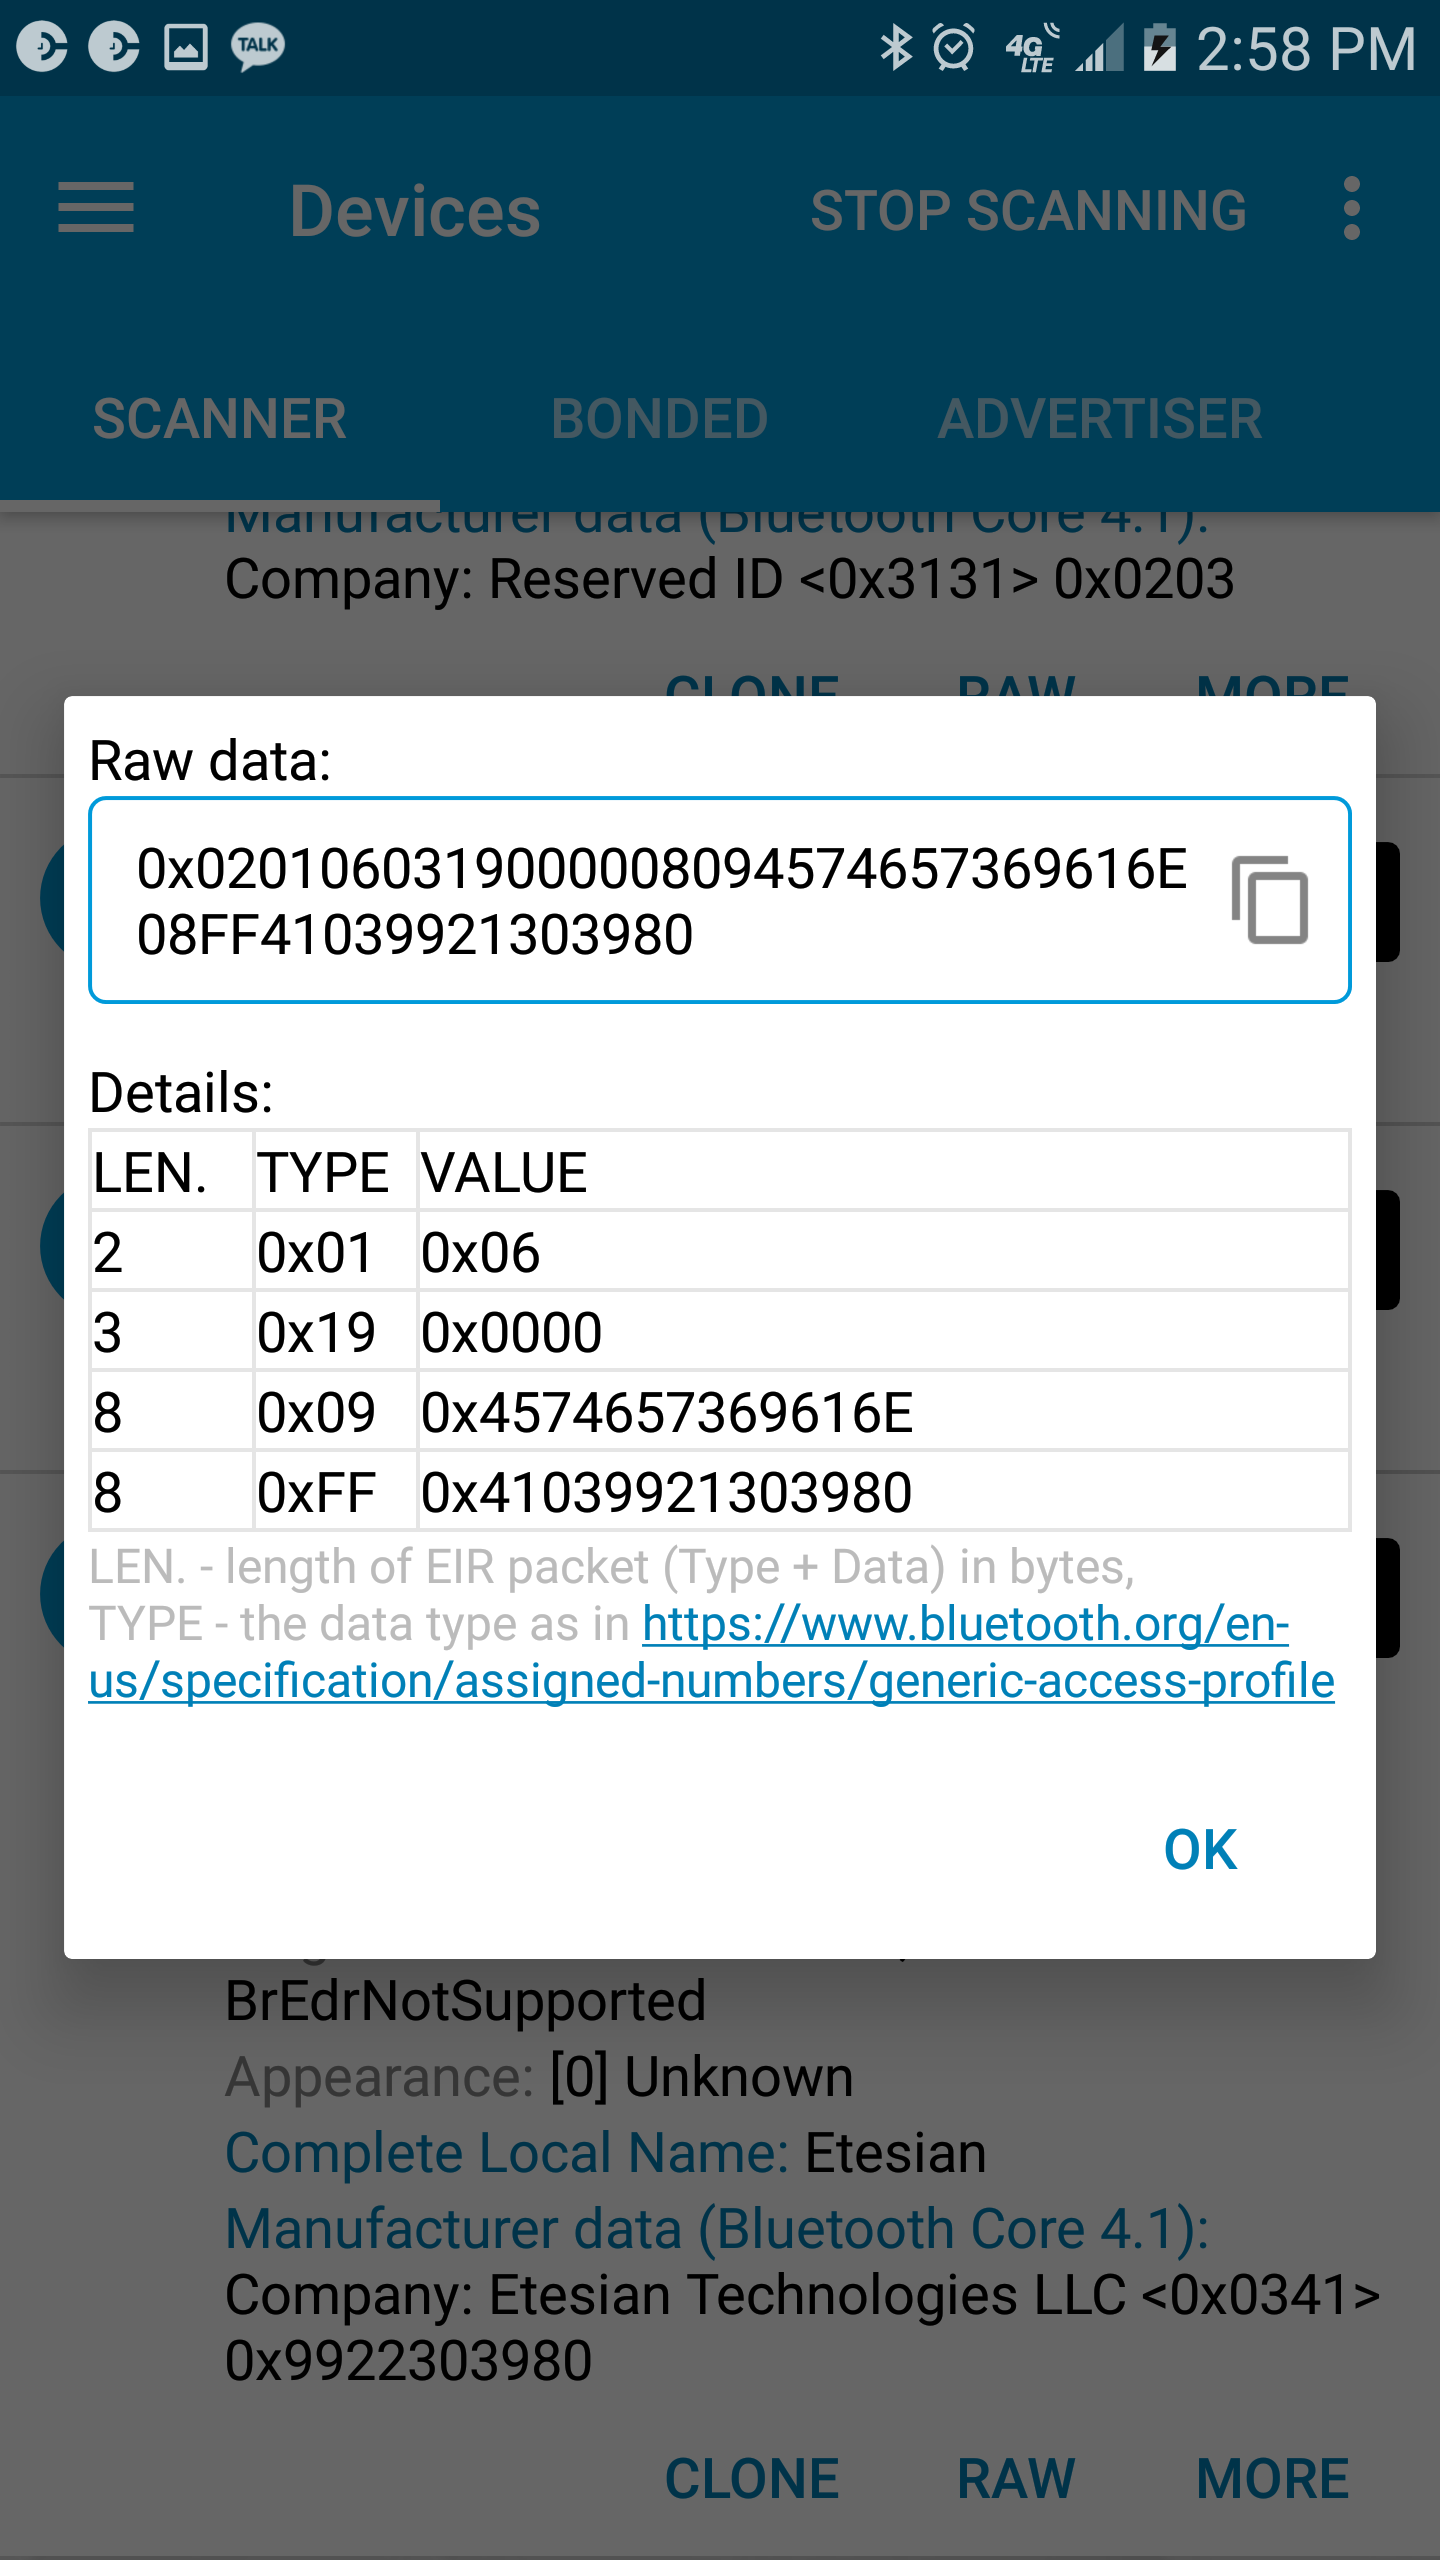 TALK
4G LTE 2:58 PM
Devices STOP SCANNING
SCANNER BONDED ADVERTISER
Manufacturer data (Bluetooth Core 4.1):
Company: Reserved ID <0x3131> 0x0203
CLONE RAW MORE
Raw data:
0x02010603190000080945746573​69616E
08FF41039921303980
Details:
LEN. TYPE VALUE
2 0x01 0x06
3 0x19 0x0000
8 0x09 0x4574657369616E
8 0xFF 0x41039921303980
LEN. - length of EIR packet (Type + Data) in bytes,
TYPE - the data type as in https://www.bluetooth.org/en-
us/specification/assigned-numbers/generic-access-profile
OK
BrEdrNotSupported
Appearance: [0] Unknown
Complete Local Name: Etesian
Manufacturer data (Bluetooth Core 4.1):
Company: Etesian Technologies LLC <0x0341>
0x9922303980
CLONE RAW MORE